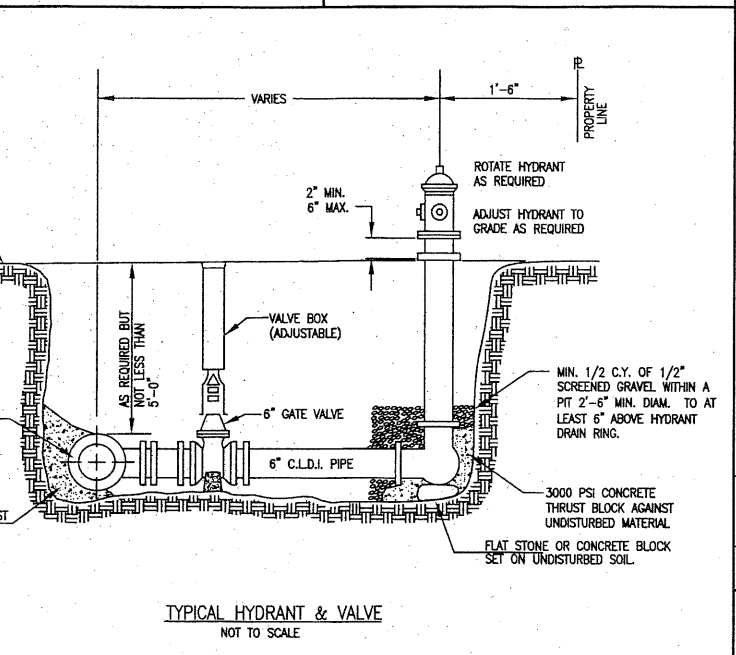 PL
PROPERTY
LINE
VARIES
1'-6"
ROTATE HYDRANT
AS REQUIRED
2" MIN.
6" MAX.
ADJUST HYDRANT TO
GRADE AS REQUIRED
AS REQUIRED BUT
NOT LESS THAN
5'-0"
VALVE BOX
(ADJUSTABLE)
6" GATE VALVE
MIN. 1/2 C.Y. OF 1/2"
SCREENED GRAVEL WITHIN A
PIT 2'-6" MIN. DIAM. TO AT
LEAST 6" ABOVE HYDRANT
DRAIN RING.
6" C.L.D.I. PIPE
3000 PSI CONCRETE
THRUST BLOCK AGAINST
UNDISTURBED MATERIAL
FLAT STONE OR CONCRETE BLOCK
SET ON UNDISTURBED SOIL.
TYPICAL HYDRANT & VALVE
NOT TO SCALE